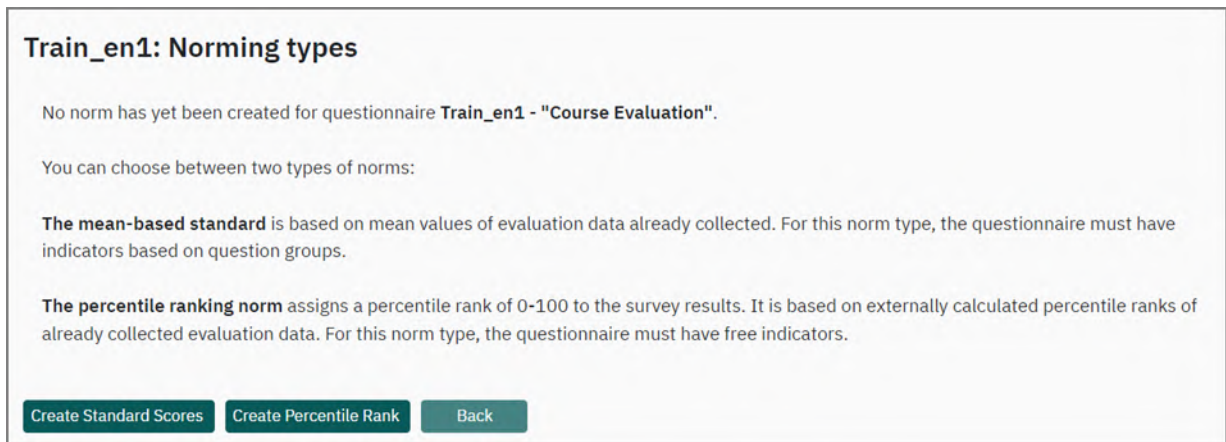 Train_en1: Norming types
No norm has yet been created for questionnaire Train_en1 - "Course Evaluation".
You can choose between two types of norms:
The mean-based standard is based on mean values of evaluation data already collected. For this norm type, the questionnaire must have
indicators based on question groups.
The percentile ranking norm assigns a percentile rank of 0-100 to the survey results. It is based on externally calculated percentile ranks of
already collected evaluation data. For this norm type, the questionnaire must have free indicators.
Create Standard Scores Create Percentile Rank Back